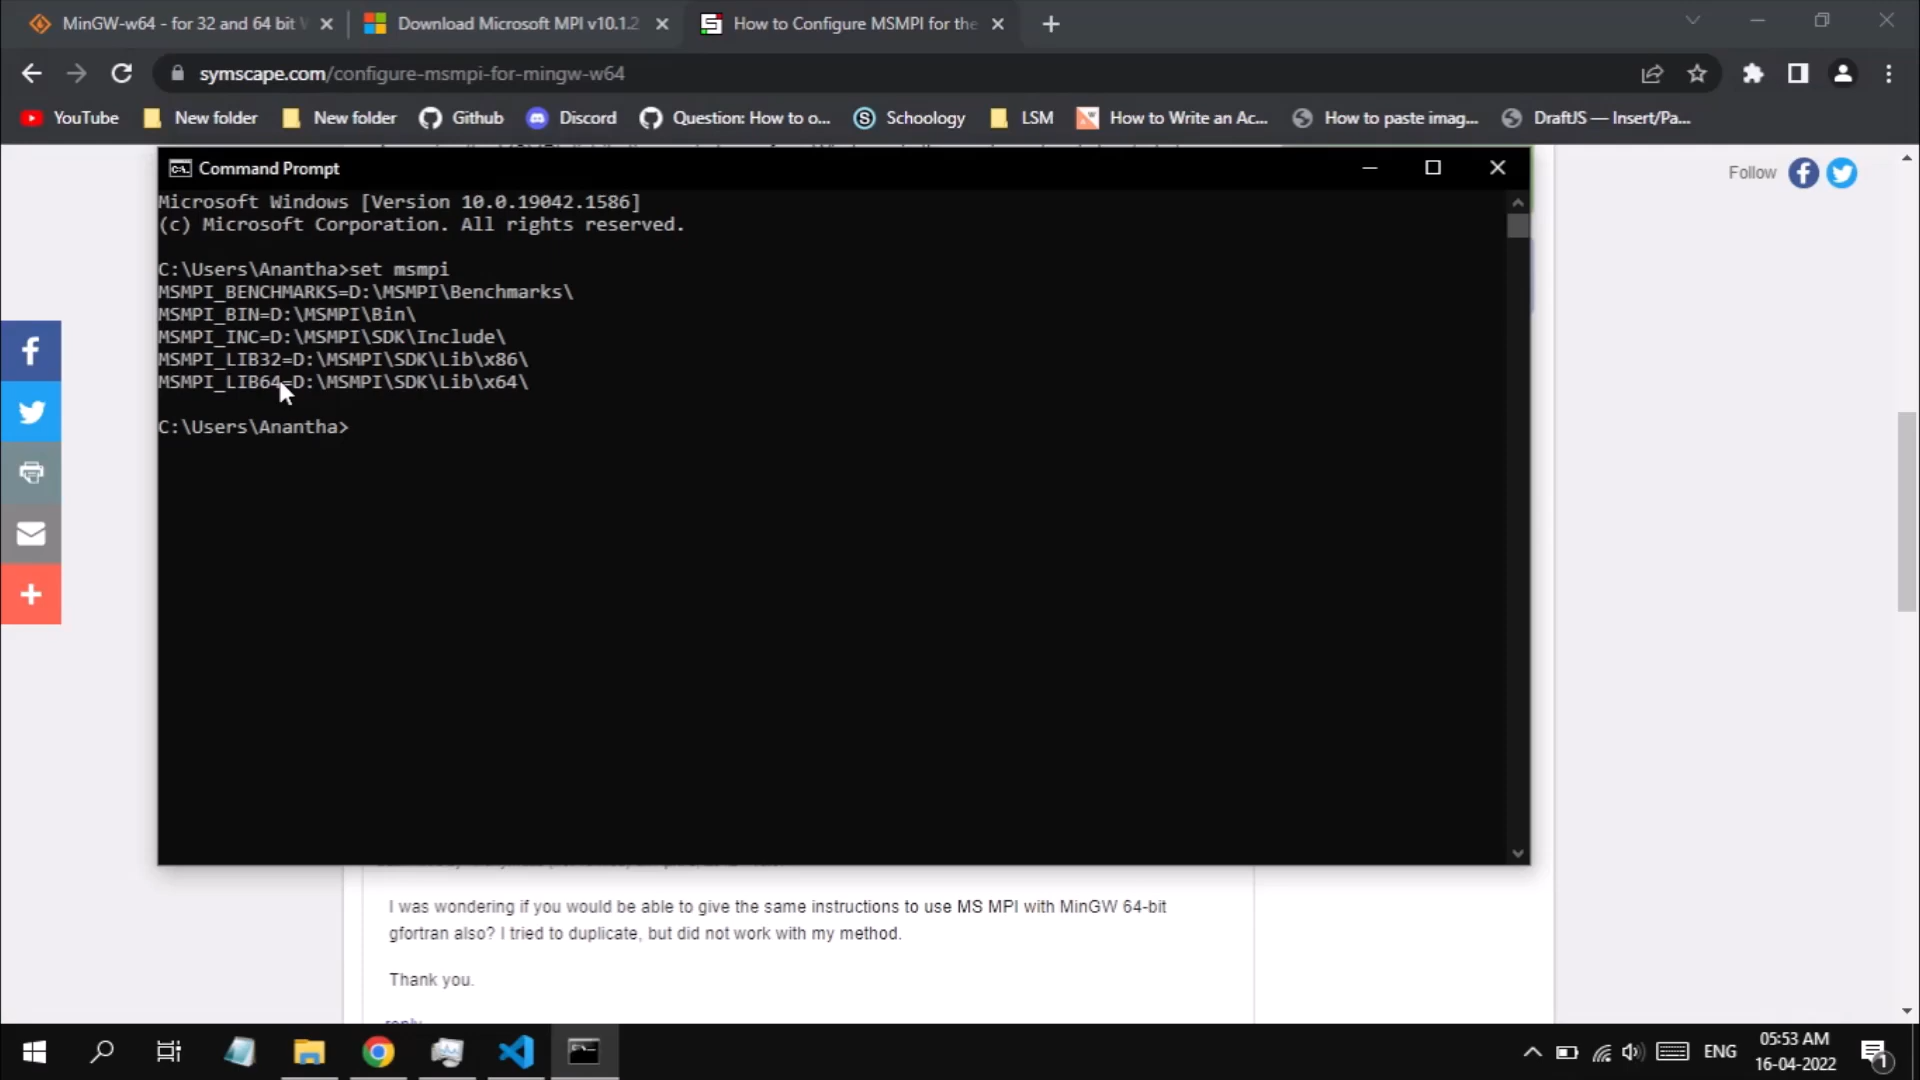 MinGW-w64 - for 32 and 64 bit
Download Microsoft MPI v10.1.2
How to Configure MSMPI for the
symscape.com/configure-msmpi-for-mingw-w64
YouTube
New folder
New folder
Github
Discord
Question: How to o...
Schoology
LSM
How to Write an Ac...
How to paste imag...
DraftJS — Insert/Pa...
Follow
Command Prompt
Microsoft Windows [Version 10.0.19042.1586]
(c) Microsoft Corporation. All rights reserved.
C:\Users\Anantha>set msmpi
MSMPI_BENCHMARKS=D:\MSMPI\Benchmarks\
MSMPI_BIN=D:\MSMPI\Bin\
MSMPI_INC=D:\MSMPI\SDK\Include\
MSMPI_LIB32=D:\MSMPI\SDK\Lib\x86\
MSMPI_LIB64=D:\MSMPI\SDK\Lib\x64\
C:\Users\Anantha>
I was wondering if you would be able to give the same instructions to use MS MPI with MinGW 64-bit
gfortran also? I tried to duplicate, but did not work with my method.
Thank you.
reply
ENG
05:53 AM
16-04-2022
1